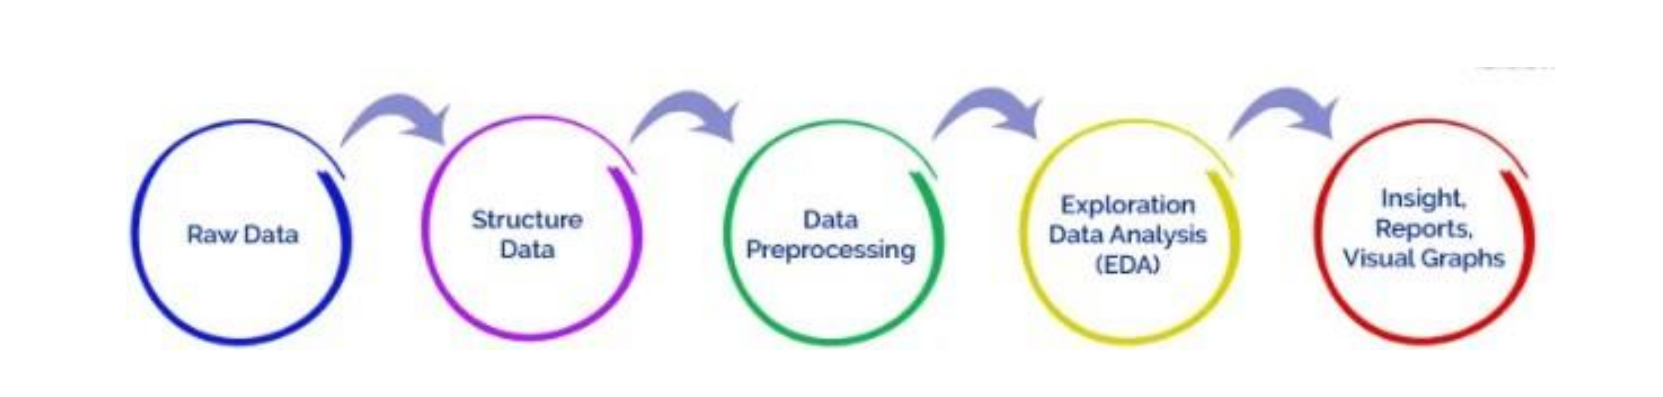 Raw Data
Structure
Data
Data
Preprocessing
Exploration
Data Analysis
(EDA)
Insight,
Reports,
Visual Graphs